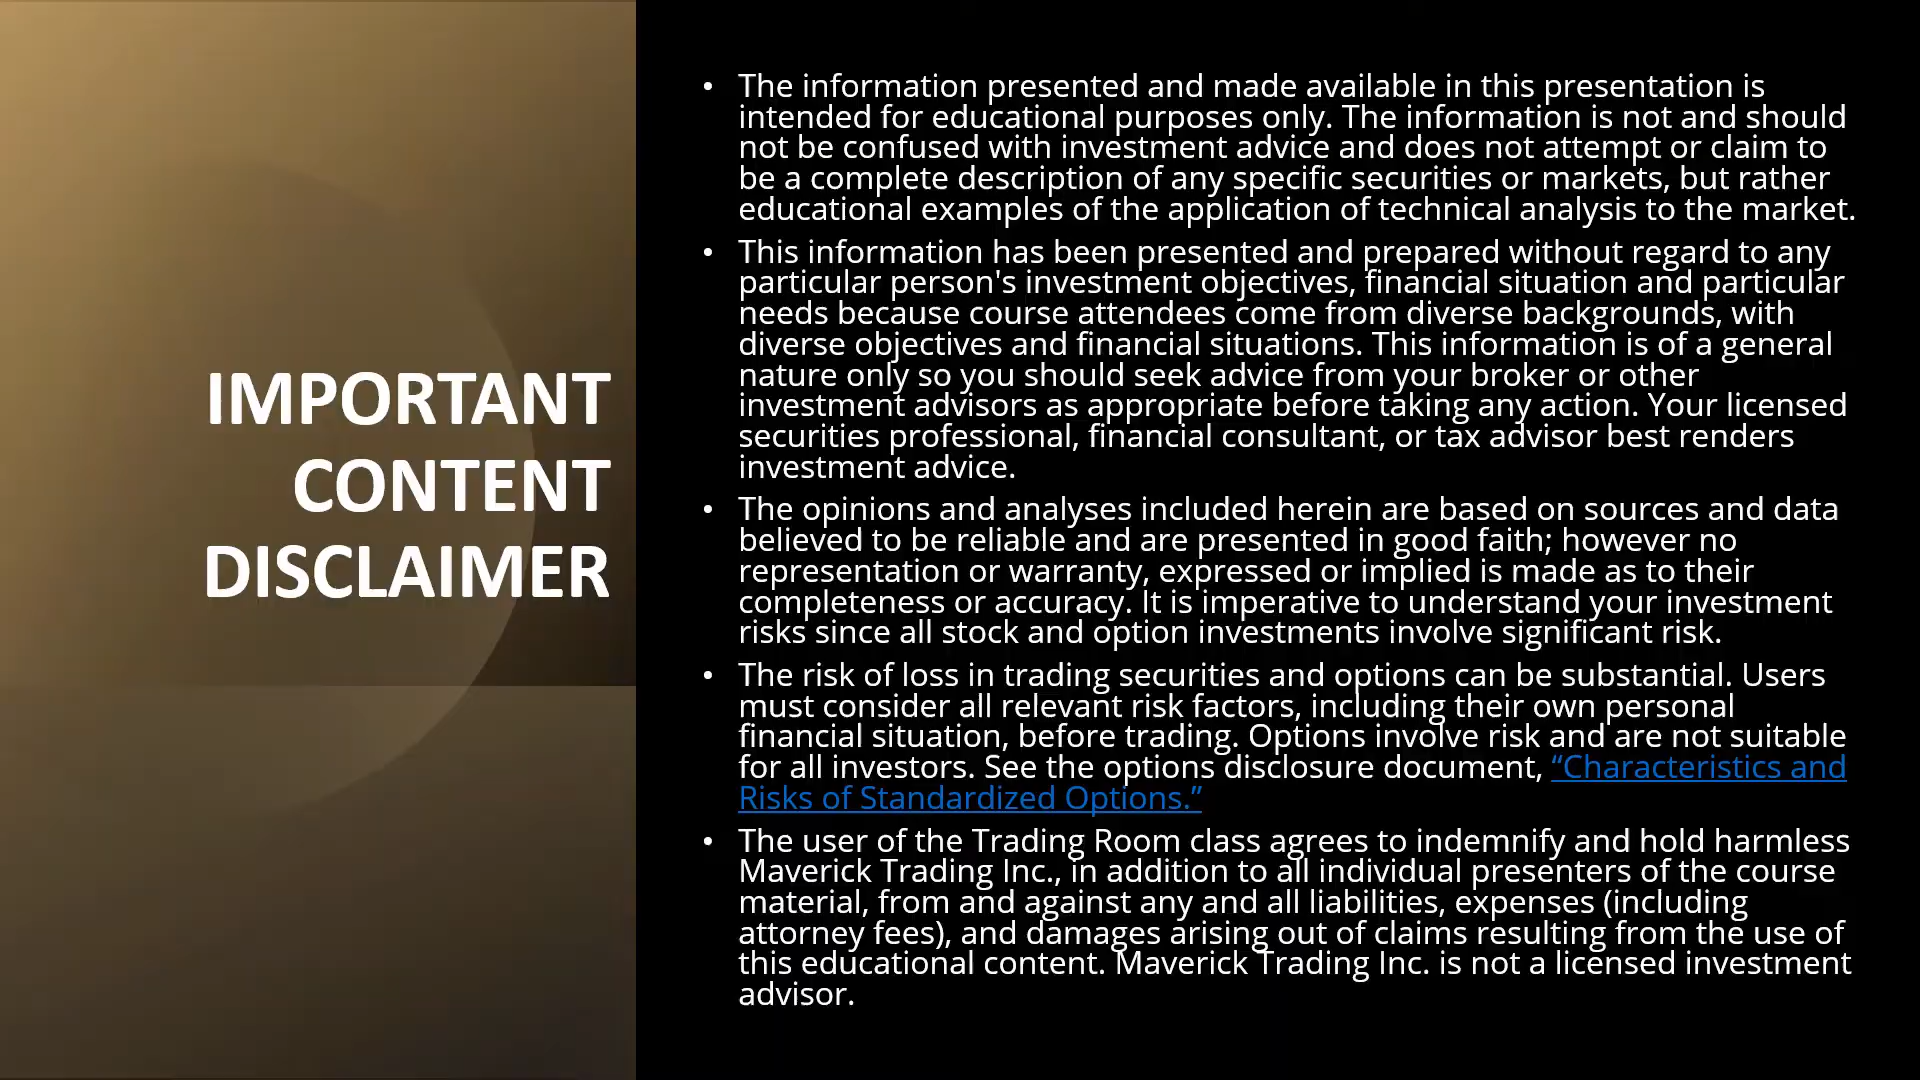 IMPORTANT
CONTENT
DISCLAIMER
• The information presented and made available in this presentation is
intended for educational purposes only. The information is not and should
not be confused with investment advice and does not attempt or claim to
be a complete description of any specific securities or markets, but rather
educational examples of the application of technical analysis to the market.
• This information has been presented and prepared without regard to any
particular person's investment objectives, financial situation and particular
needs because course attendees come from diverse backgrounds, with
diverse objectives and financial situations. This information is of a general
nature only so you should seek advice from your broker or other
investment advisors as appropriate before taking any action. Your licensed
securities professional, financial consultant, or tax advisor best renders
investment advice.
• The opinions and analyses included herein are based on sources and data
believed to be reliable and are presented in good faith; however no
representation or warranty, expressed or implied is made as to their
completeness or accuracy. It is imperative to understand your investment
risks since all stock and option investments involve significant risk.
• The risk of loss in trading securities and options can be substantial. Users
must consider all relevant risk factors, including their own personal
financial situation, before trading. Options involve risk and are not suitable
for all investors. See the options disclosure document, “Characteristics and
Risks of Standardized Options.”
• The user of the Trading Room class agrees to indemnify and hold harmless
Maverick Trading Inc., in addition to all individual presenters of the course
material, from and against any and all liabilities, expenses (including
attorney fees), and damages arising out of claims resulting from the use of
this educational content. Maverick Trading Inc. is not a licensed investment
advisor.